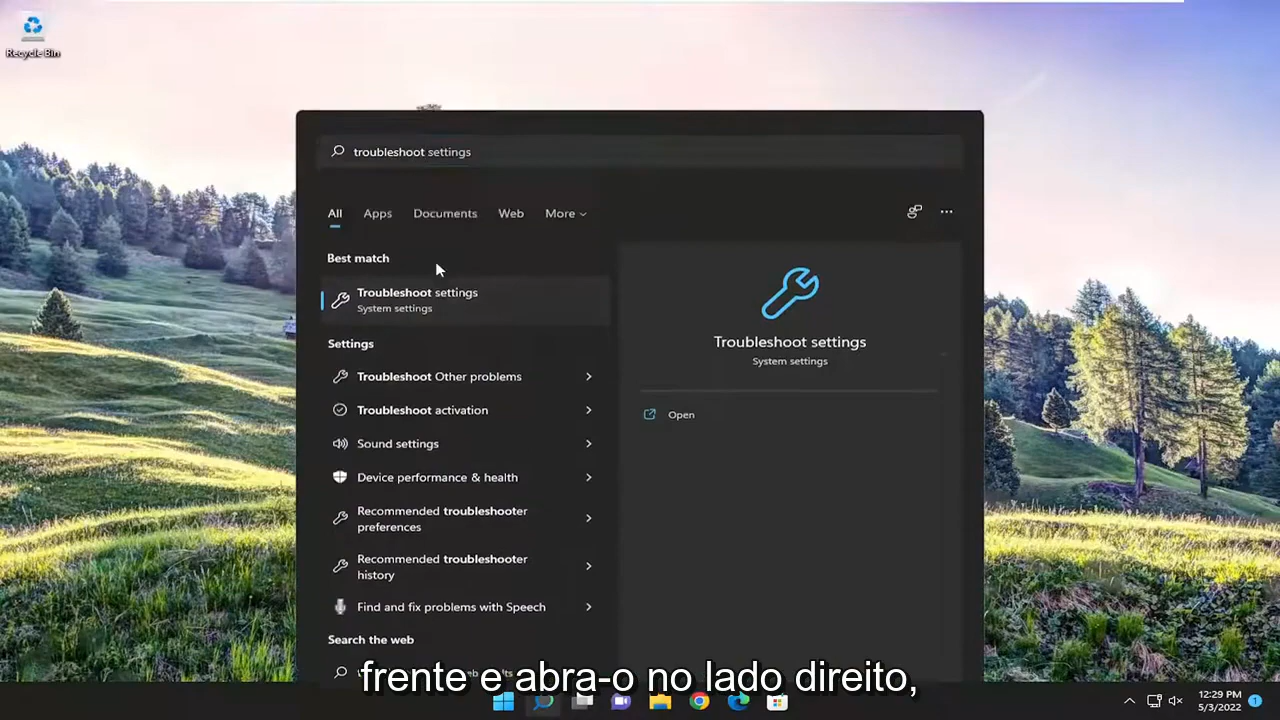 Recycle Bin
troubleshoot settings
All Apps Documents Web More
Best match
Troubleshoot settings
System settings
Settings
Troubleshoot Other problems
Troubleshoot activation
Sound settings
Device performance & health
Recommended troubleshooter
preferences
Recommended troubleshooter
history
Find and fix problems with Speech
Search the web
Troubleshoot settings
System settings
Open
frente e abra-o no lado direito,
12:29 PM
5/3/2022
1